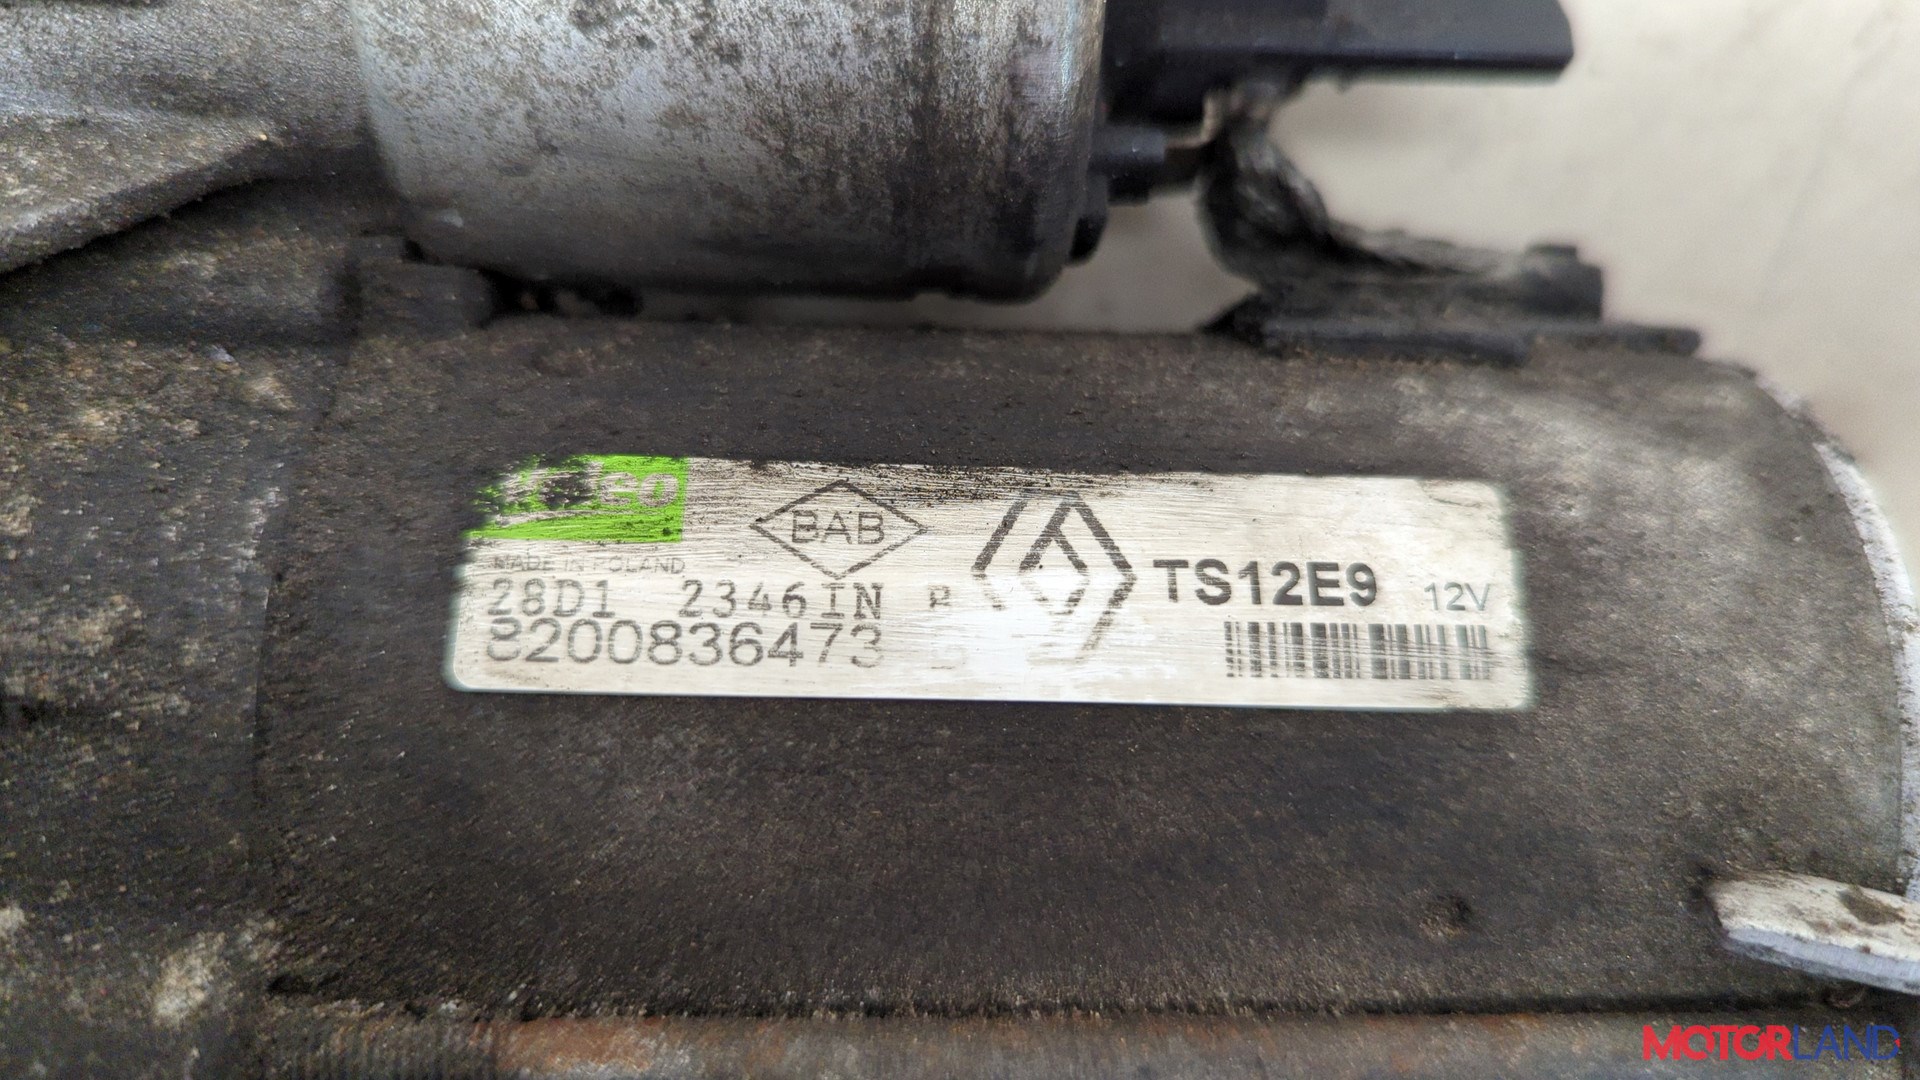 MADE IN POLAND
28D1 2346IN R
8200836473
BAB
TS12E9 12V
MOTORLAND